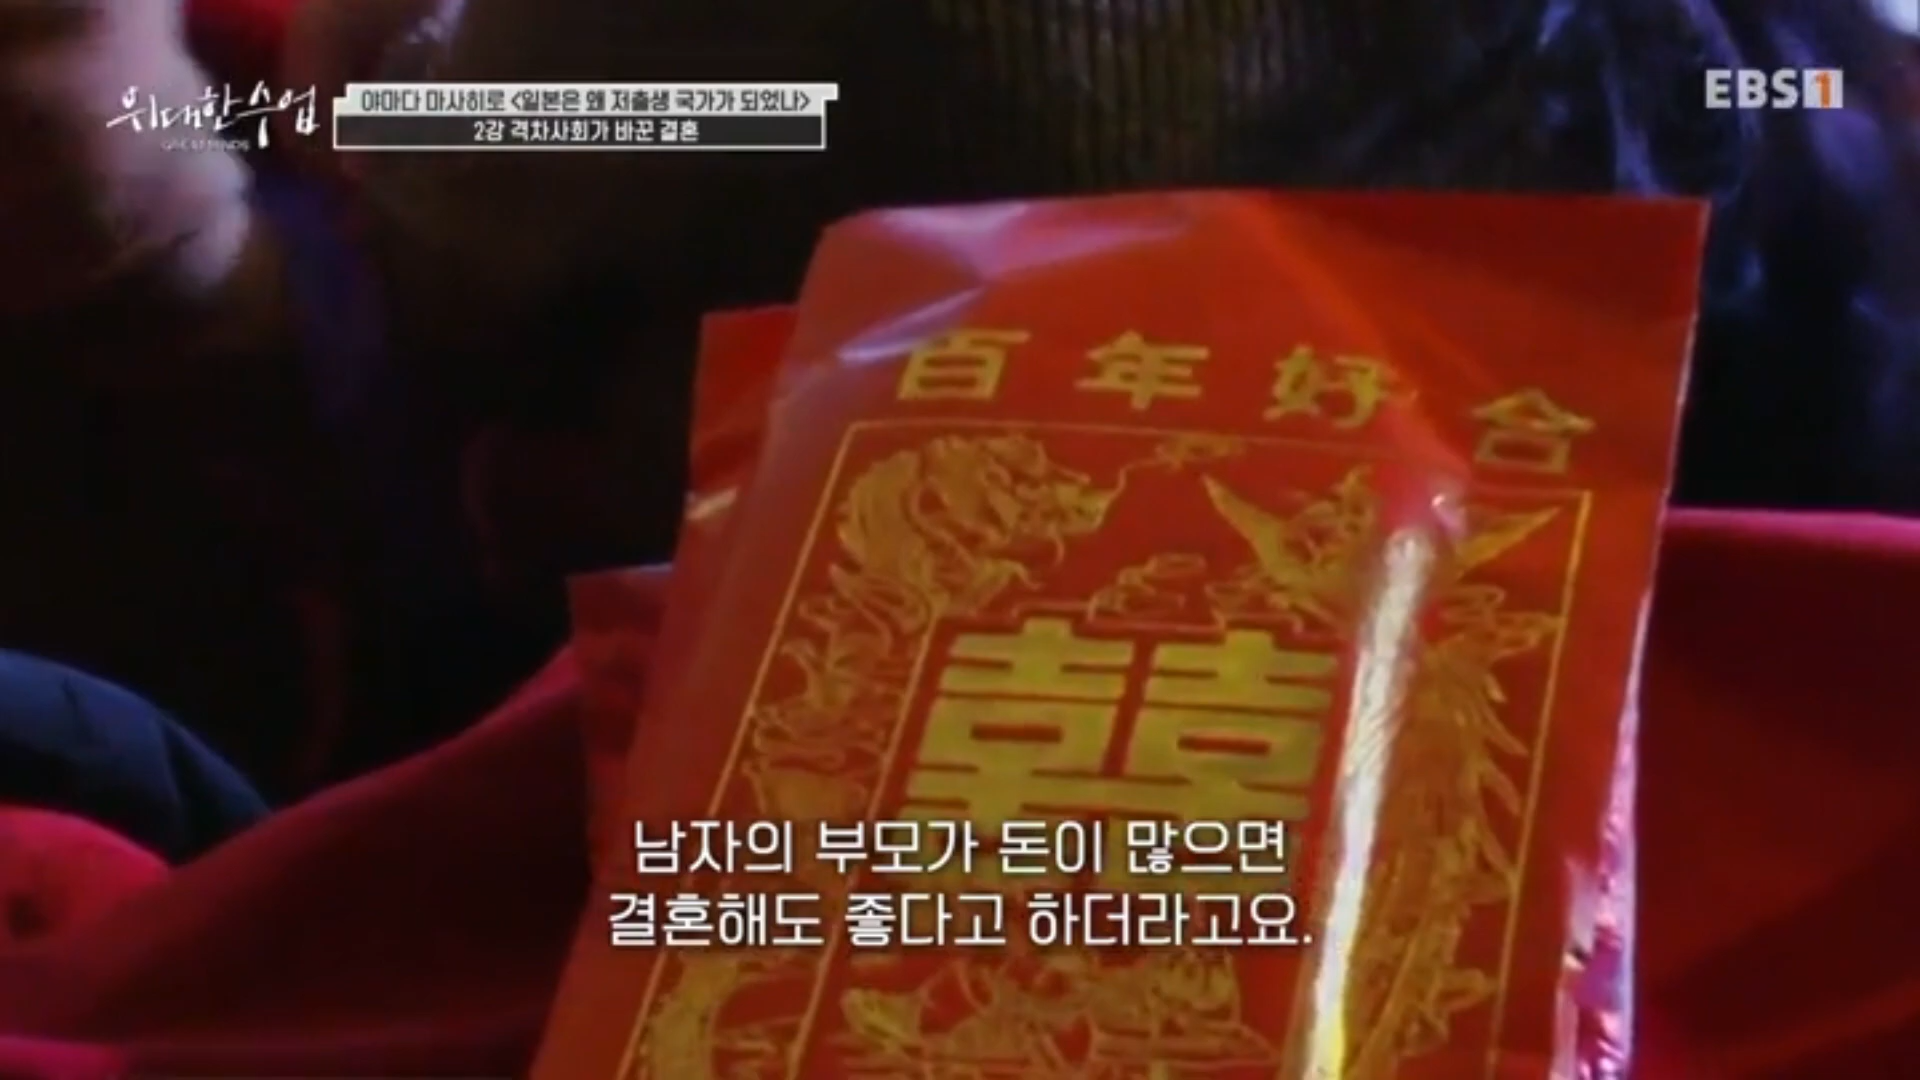 위대한 수업
GREAT MINDS
야마다 마사히로 <일본은 왜 저출생 국가가 되었나>
2강 격차사회가 바꾼 결혼
EBS1
百年好合
囍
남자의 부모가 돈이 많으면
결혼해도 좋다고 하더라고요.